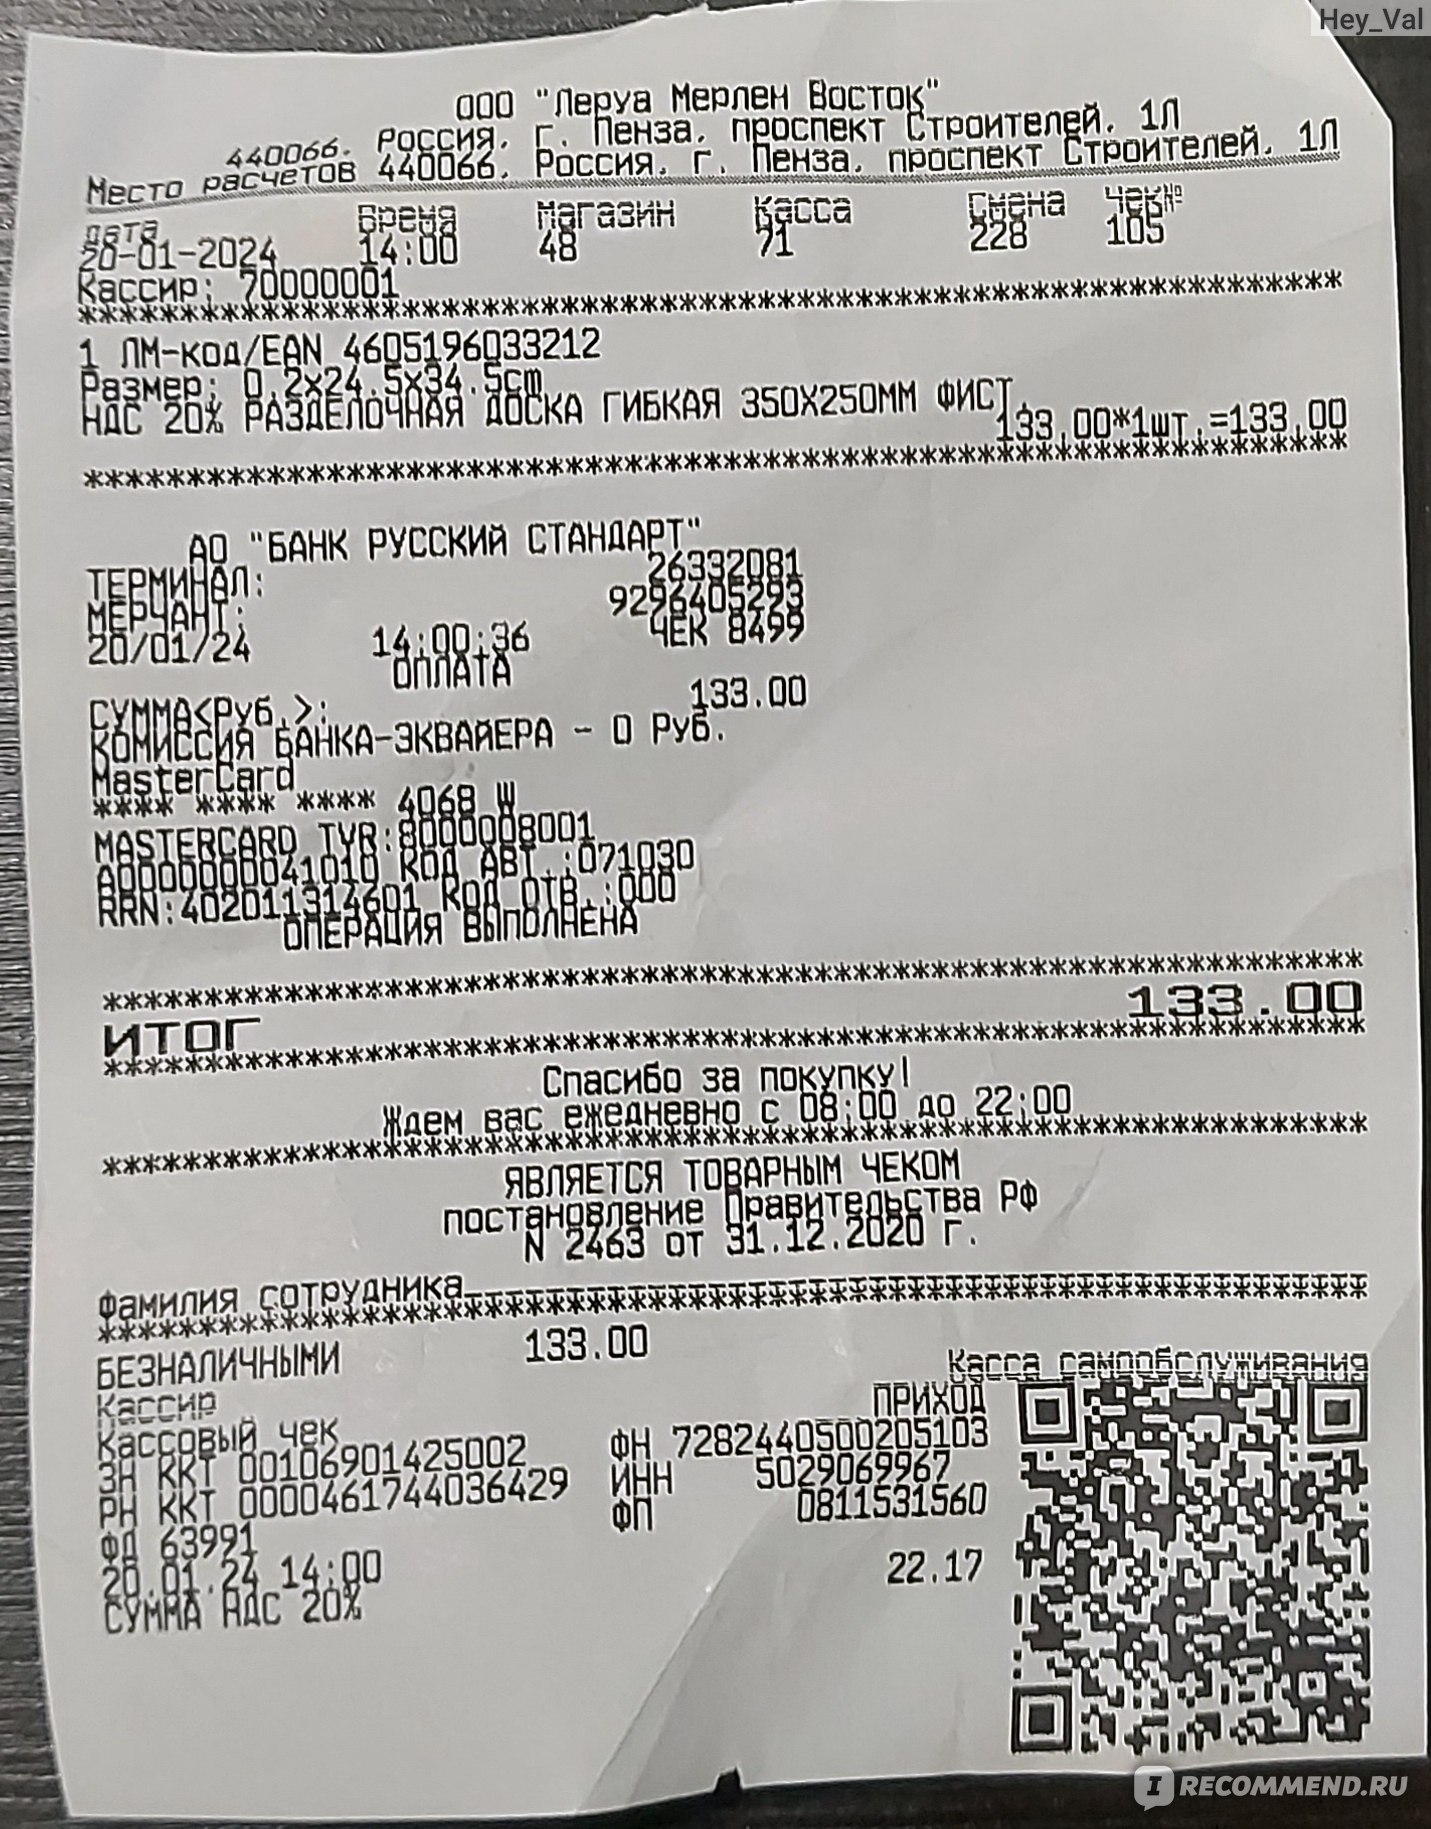 Hey_Val
ООО "Леруа Мерлен Восток"
440066, РОССИЯ, г. Пенза, проспект Строителей, 1Л
Место расчетов 440066, Россия, г. Пенза, проспект Строителей, 1Л
Дата Время Магазин Касса Смена Чек№
20-01-2024 14:00 48 71 228 105
Кассир: 70000001
********************************************************************
1 ЛМ-код/EAN 4605196033212
Размер: 0.2x24.5x34.5cm
НДС 20% РАЗДЕЛОЧНАЯ ДОСКА ГИБКАЯ 350Х250ММ ФИСТ.
133.00*1шт.=133.00
********************************************************************
АО "БАНК РУССКИЙ СТАНДАРТ"
ТЕРМИНАЛ: 26332081
МЕРЧАНТ: 9296405293
20/01/24 14:00:36 ЧЕК 8499
ОПЛАТА
СУММА<Руб.>: 133.00
КОМИССИЯ БАНКА-ЭКВАЙЕРА - 0 Руб.
MasterCard
**** **** **** 4068 W
MASTERCARD TVR:8000008001
A0000000041010 КОД АВТ.:071030
RRN:402011314601 Код ОТВ.:000
ОПЕРАЦИЯ ВЫПОЛНЕНА
********************************************************************
ИТОГ 133.00
********************************************************************
Спасибо за покупку!
Ждем вас ежедневно с 08:00 до 22:00
********************************************************************
ЯВЛЯЕТСЯ ТОВАРНЫМ ЧЕКОМ
постановление Правительства РФ
N 2463 от 31.12.2020 г.
Фамилия сотрудника____________________________________________
********************************************************************
БЕЗНАЛИЧНЫМИ 133.00
Кассир Касса самообслуживания
Кассовый чек ПРИХОД
ЗН ККТ 00106901425002 ФН 7282440500205103
РН ККТ 0000461744036429 ИНН 5029069967
ФД 63991 ФП 0811531560
20.01.24 14:00
СУММА НДС 20% 22.17
IRECOMMEND.RU